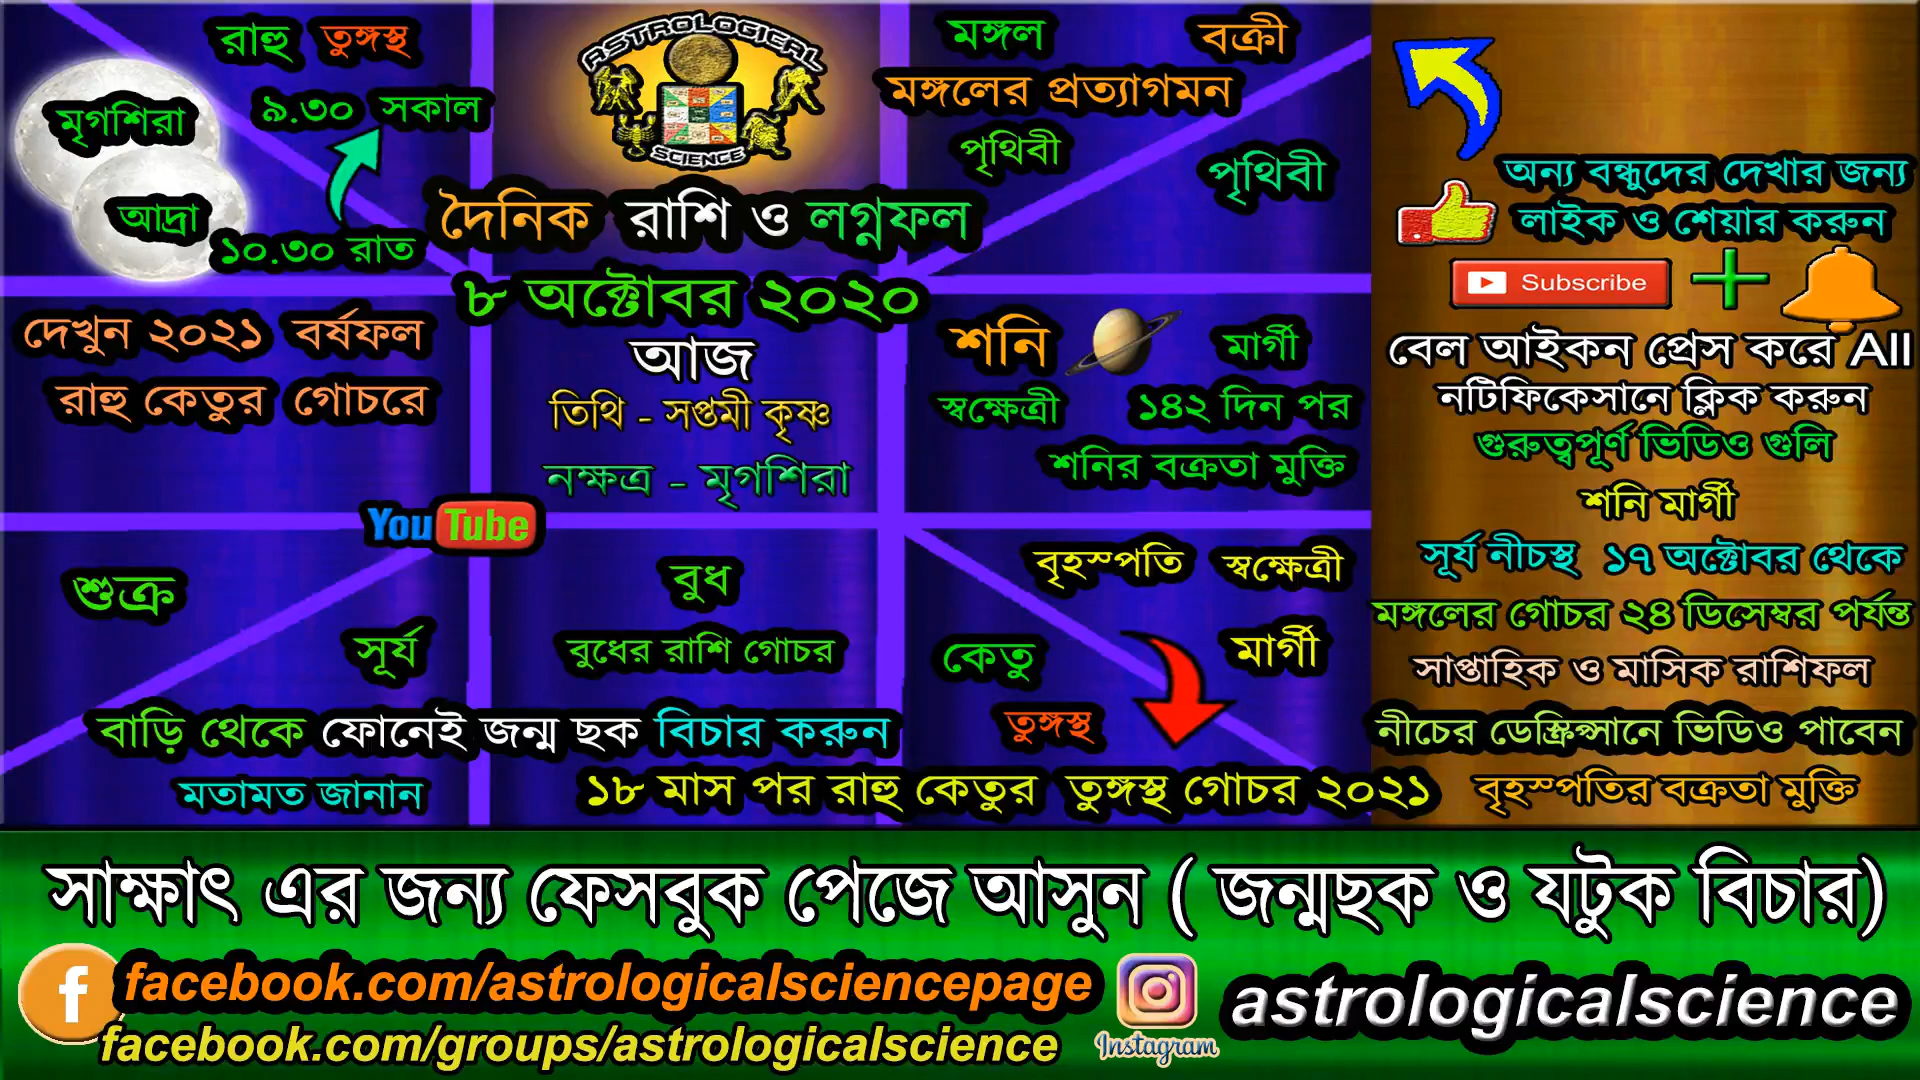 রাহু তুঙ্গস্থ
৯.৩০ সকাল
মৃগশিরা
আদ্রা
১০.৩০ রাত
ASTROLOGICAL
SCIENCE
দৈনিক রাশি ও লগ্নফল
৮ অক্টোবর ২০২০
আজ
তিথি - সপ্তমী কৃষ্ণ
নক্ষত্র - মৃগশিরা
মঙ্গল বক্রী
মঙ্গলের প্রত্যাগমন
পৃথিবী
পৃথিবী
দেখুন ২০২১ বর্ষফল
রাহু কেতুর গোচরে
শনি মার্গী
স্বক্ষেত্রী ১৪২ দিন পর
শনির বক্রতা মুক্তি
YouTube
শুক্র
সূর্য
বুধ
বুধের রাশি গোচর
বৃহস্পতি স্বক্ষেত্রী
কেতু মার্গী
তুঙ্গস্থ
বাড়ি থেকে ফোনেই জন্ম ছক বিচার করুন
মতামত জানান
১৮ মাস পর রাহু কেতুর তুঙ্গস্থ গোচর ২০২১
অন্য বন্ধুদের দেখার জন্য
লাইক ও শেয়ার করুন
Subscribe
বেল আইকন প্রেস করে All
নটিফিকেসানে ক্লিক করুন
গুরুত্বপূর্ণ ভিডিও গুলি
শনি মার্গী
সূর্য নীচস্থ ১৭ অক্টোবর থেকে
মঙ্গলের গোচর ২৪ ডিসেম্বর পর্যন্ত
সাপ্তাহিক ও মাসিক রাশিফল
নীচের ডেস্ক্রিপ্সানে ভিডিও পাবেন
বৃহস্পতির বক্রতা মুক্তি
সাক্ষাৎ এর জন্য ফেসবুক পেজে আসুন ( জন্মছক ও যটুক বিচার)
facebook.com/astrologicalsciencepage
facebook.com/groups/astrologicalscience
Instagram
astrologicalscience